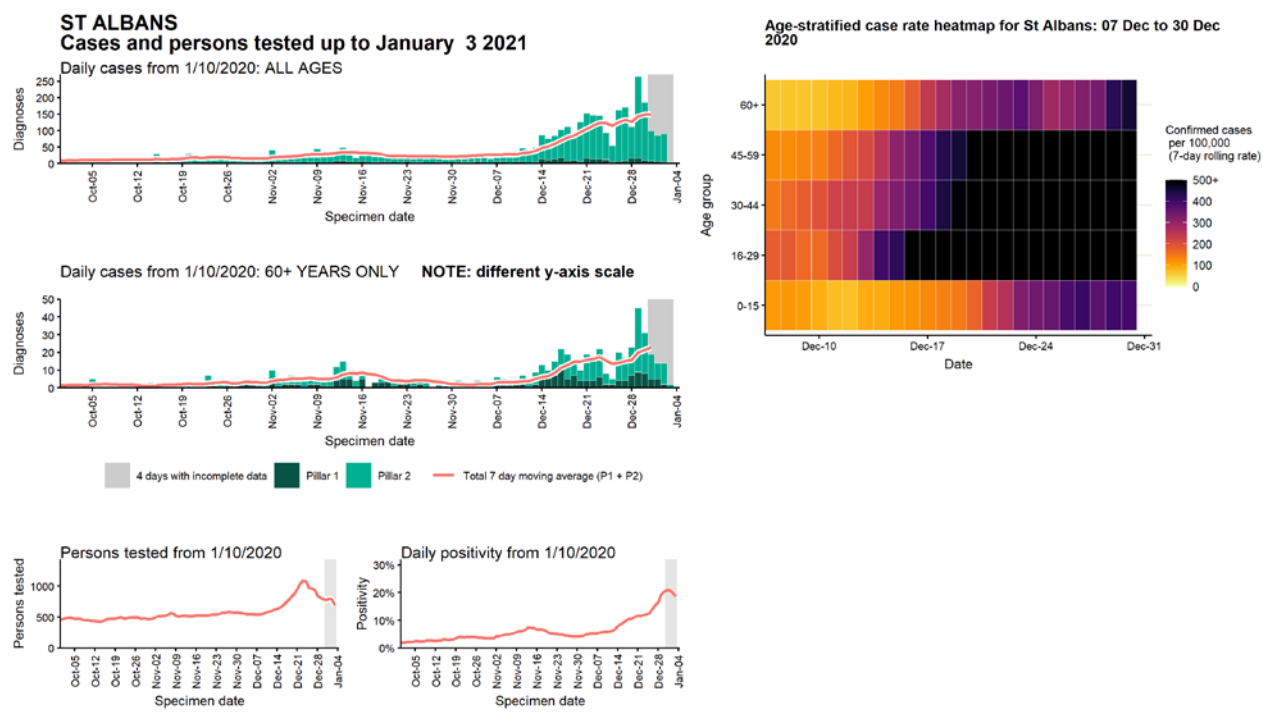 ST ALBANS
Cases and persons tested up to January  3 2021
Daily cases from 1/10/2020: ALL AGES
Diagnoses
250
200
150
100
50
0
Oct-05
Oct-12
Oct-19
Oct-26
Nov-02
Nov-09
Nov-16
Nov-23
Nov-30
Dec-07
Dec-14
Dec-21
Dec-28
Jan-04
Specimen date
Daily cases from 1/10/2020: 60+ YEARS ONLY NOTE: different y-axis scale
Diagnoses
50
40
30
20
10
0
Oct-05
Oct-12
Oct-19
Oct-26
Nov-02
Nov-09
Nov-16
Nov-23
Nov-30
Dec-07
Dec-14
Dec-21
Dec-28
Jan-04
Specimen date
4 days with incomplete data
Pillar 1
Pillar 2
Total 7 day moving average (P1 + P2)
Persons tested from 1/10/2020
Persons tested
1000
500
0
Oct-05
Oct-12
Oct-19
Oct-26
Nov-02
Nov-09
Nov-16
Nov-23
Nov-30
Dec-07
Dec-14
Dec-21
Dec-28
Jan-04
Specimen date
Daily positivity from 1/10/2020
Positivity
30%
20%
10%
0%
Oct-05
Oct-12
Oct-19
Oct-26
Nov-02
Nov-09
Nov-16
Nov-23
Nov-30
Dec-07
Dec-14
Dec-21
Dec-28
Jan-04
Specimen date
Age-stratified case rate heatmap for St Albans: 07 Dec to 30 Dec
2020
Age group
60+
45-59
30-44
16-29
0-15
Dec-10
Dec-17
Dec-24
Dec-31
Date
Confirmed cases
per 100,000
(7-day rolling rate)
500+
400
300
200
100
0